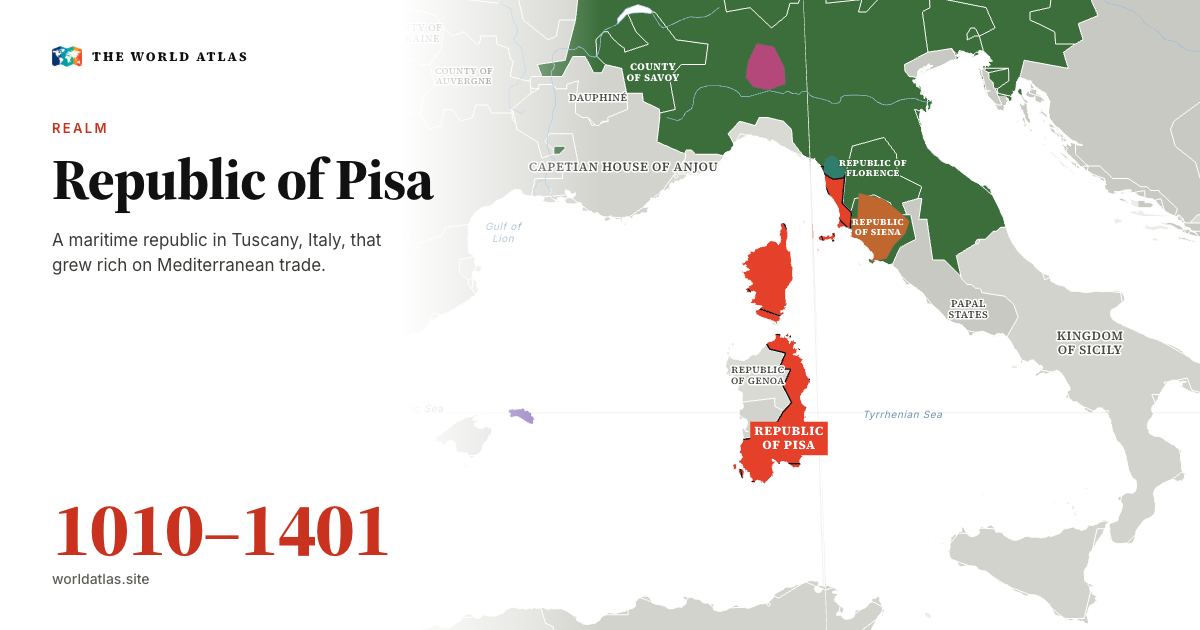 THE WORLD ATLAS
REALM
Republic of Pisa
A maritime republic in Tuscany, Italy, that
grew rich on Mediterranean trade.
1010–1401
worldatlas.site
COUNTY OF
AUVERGNE
COUNTY
OF SAVOY
DAUPHINÉ
CAPETIAN HOUSE OF ANJOU
REPUBLIC OF
FLORENCE
REPUBLIC
OF SIENA
Gulf of
Lion
PAPAL
STATES
KINGDOM
OF SICILY
REPUBLIC
OF GENOA
REPUBLIC
OF PISA
Tyrrhenian Sea
Sea